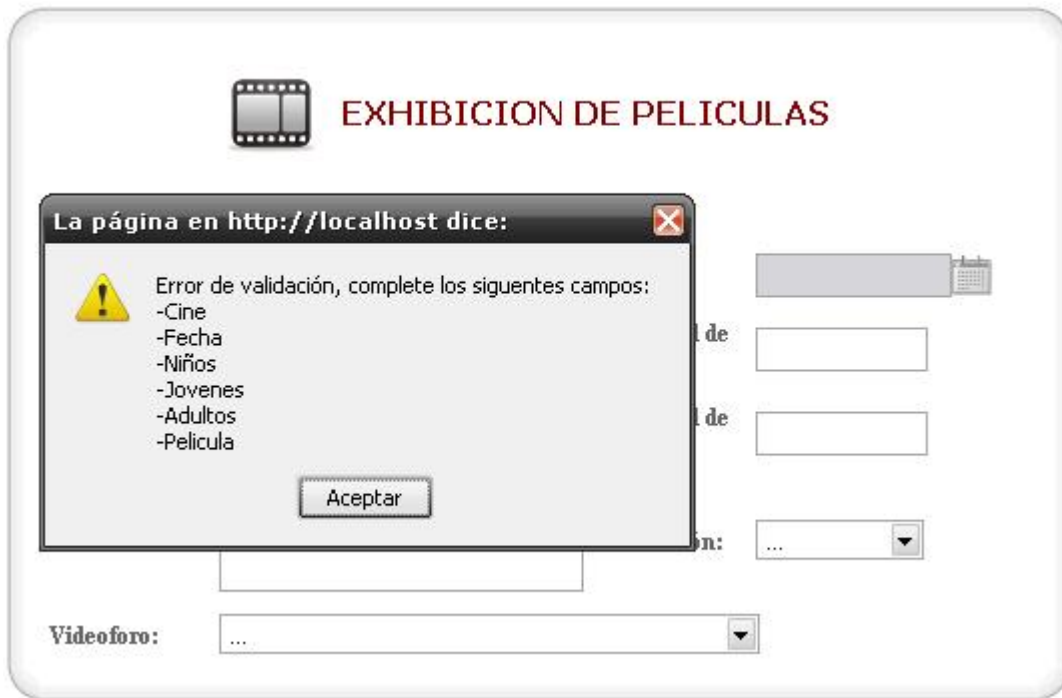 EXHIBICION DE PELICULAS
La página en http://localhost dice:
Error de validación, complete los siguentes campos:
-Cine
-Fecha
-Niños
-Jovenes
-Adultos
-Pelicula
Aceptar
de
de
...
Videoforo:
...